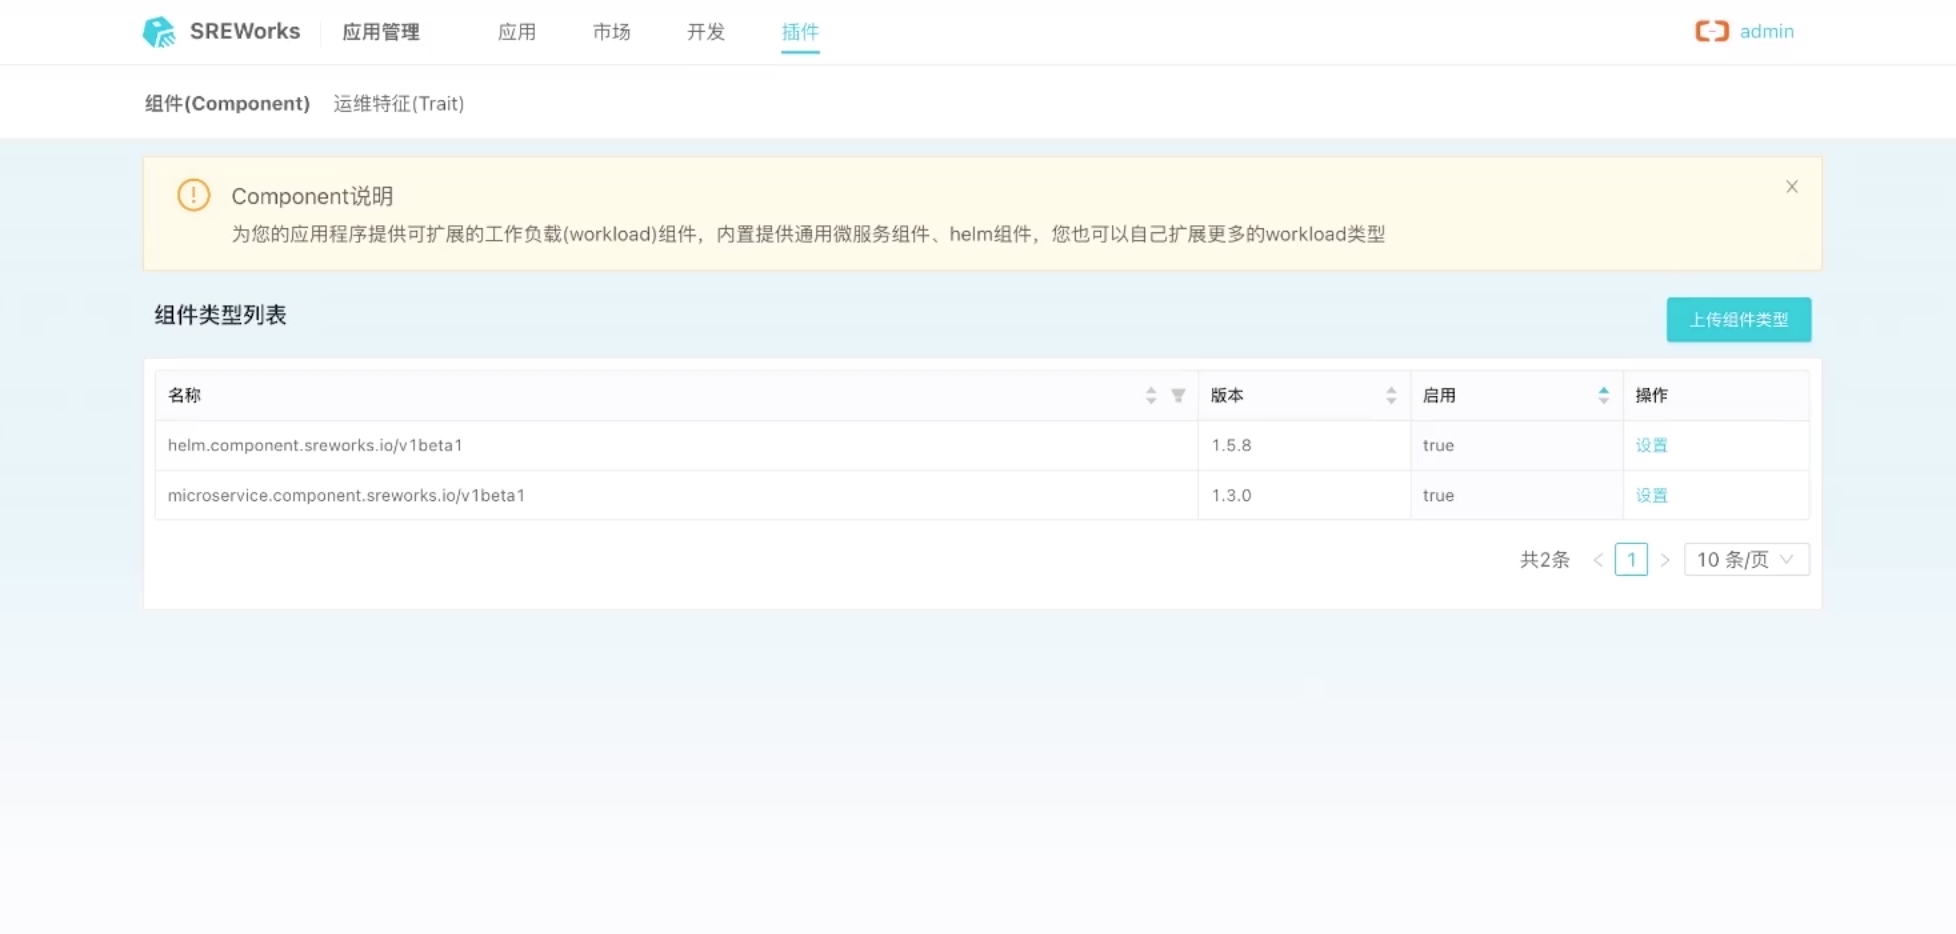 SREWorks 应用管理 应用 市场 开发 插件 admin
组件(Component) 运维特征(Trait)
Component说明
为您的应用程序提供可扩展的工作负载(workload)组件，内置提供通用微服务组件、helm组件，您也可以自己扩展更多的workload类型
组件类型列表 上传组件类型
名称 版本 启用 操作
helm.component.sreworks.io/v1beta1 1.5.8 true 设置
microservice.component.sreworks.io/v1beta1 1.3.0 true 设置
共2条 < 1 > 10 条/页